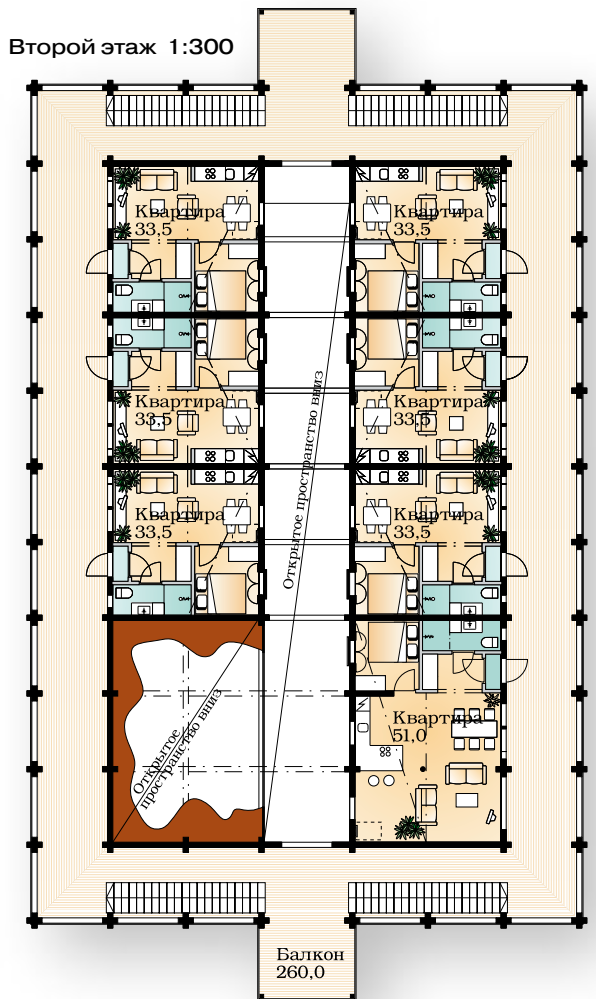 Второй этаж 1:300
Квартира
33,5
Квартира
33,5
Квартира
33,5
Квартира
33,5
Квартира
33,5
Квартира
33,5
Открытое пространство вниз
Открытое
пространство вниз
Квартира
51,0
Балкон
260,0